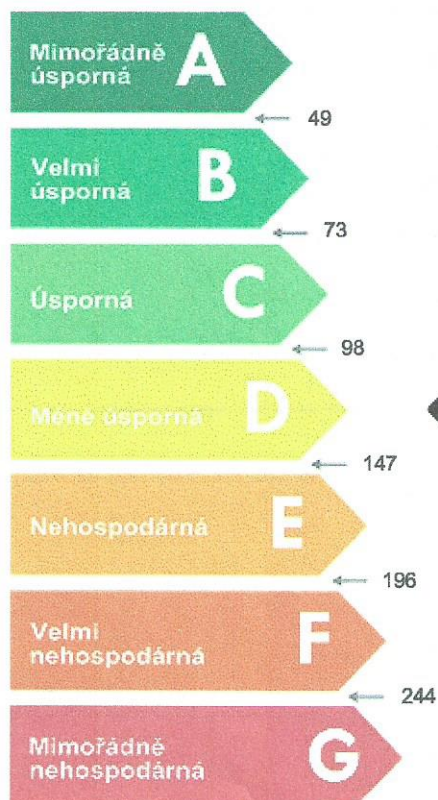 Mimořádně
úsporná
A
49
Velmi
úsporná
B
73
Úsporná
C
98
Méně úsporná
D
147
Nehospodárná
E
196
Velmi
nehospodárná
F
244
Mimořádně
nehospodárná
G